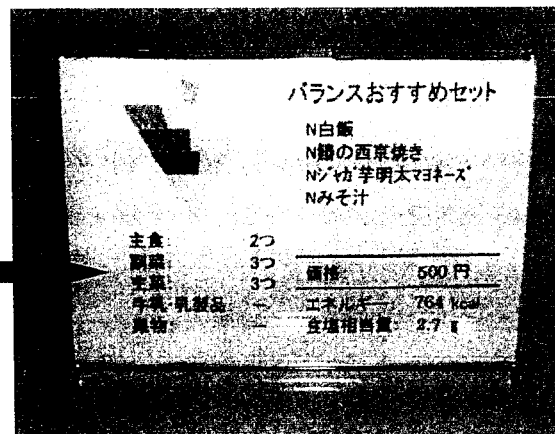 バランスおすすめセット
N白飯
N鰆の西京焼き
Nジャガ芋明太マヨネーズ
Nみそ汁
主食: 2つ
副菜: 3つ
主菜: 3つ
牛乳・乳製品 —
果物: —
価格: 500 円
エネルギー: 764 kcal
食塩相当量: 2.7 g